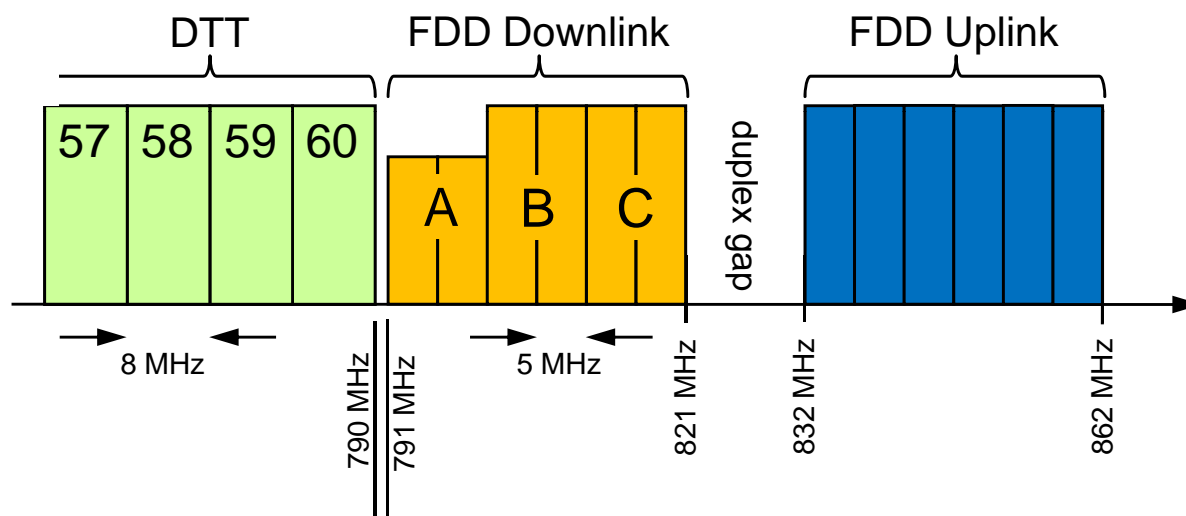 DTT
FDD Downlink
FDD Uplink
57
58
59
60
A
B
C
duplex gap
8 MHz
5 MHz
790 MHz
791 MHz
821 MHz
832 MHz
862 MHz